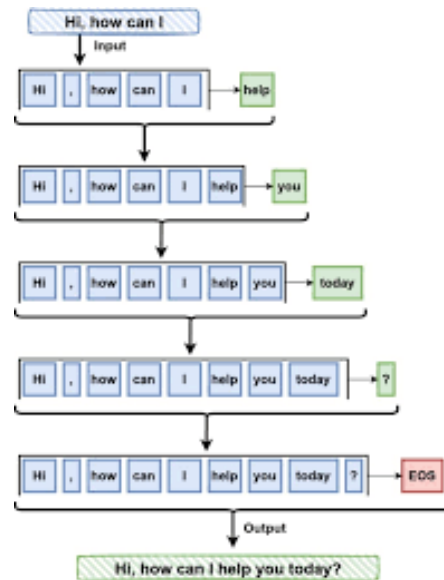 Hi, how can I
Input
Hi , how can I help
Hi , how can I help you
Hi , how can I help you today
Hi , how can I help you today ?
Hi , how can I help you today ? EOS
Output
Hi, how can I help you today?